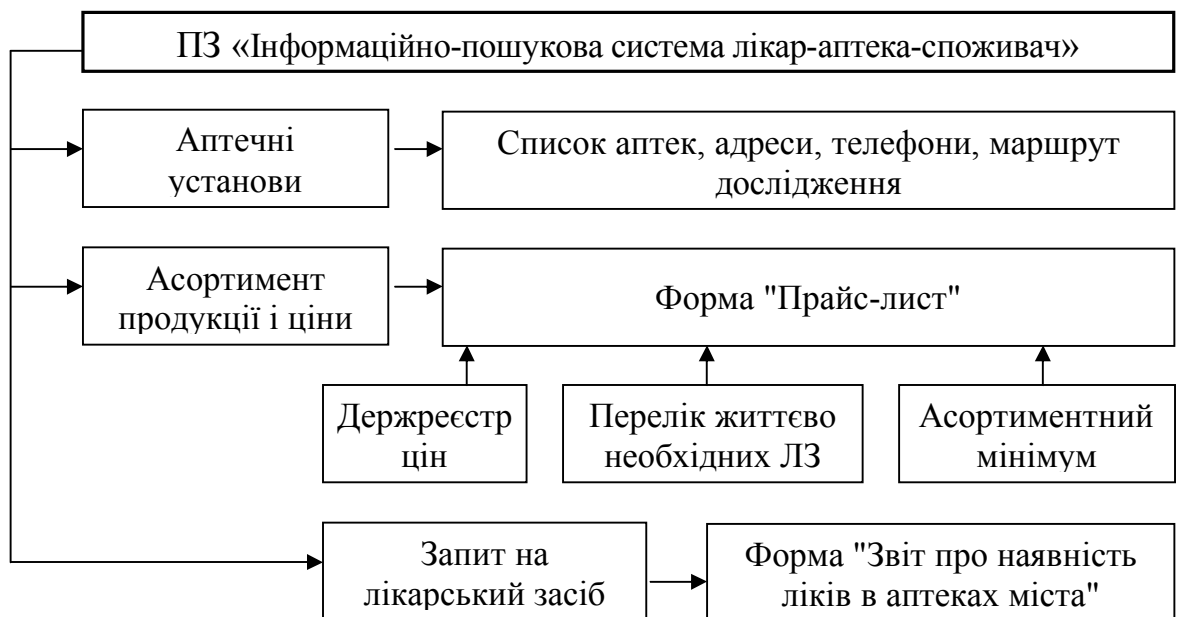 ПЗ «Інформаційно-пошукова система лікар-аптека-споживач»
Аптечні
установи
Список аптек, адреси, телефони, маршрут
дослідження
Асортимент
продукції і ціни
Форма "Прайс-лист"
Держреєстр
цін
Перелік життєво
необхідних ЛЗ
Асортиментний
мінімум
Запит на
лікарський засіб
Форма "Звіт про наявність
ліків в аптеках міста"